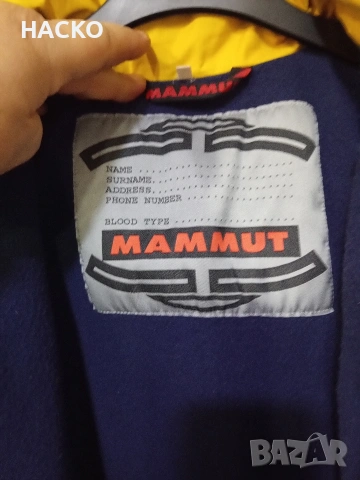 HACKO
MAMMUT
NAME
SURNAME
ADDRESS
PHONE NUMBER
BLOOD TYPE
MAMMUT
BAZAR